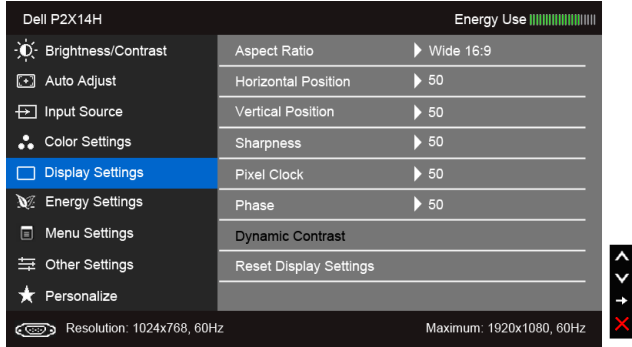 Dell P2X14H
Energy Use
Brightness/Contrast
Auto Adjust
Input Source
Color Settings
Display Settings
Energy Settings
Menu Settings
Other Settings
Personalize
Aspect Ratio Wide 16:9
Horizontal Position 50
Vertical Position 50
Sharpness 50
Pixel Clock 50
Phase 50
Dynamic Contrast
Reset Display Settings
Resolution: 1024x768, 60Hz
Maximum: 1920x1080, 60Hz